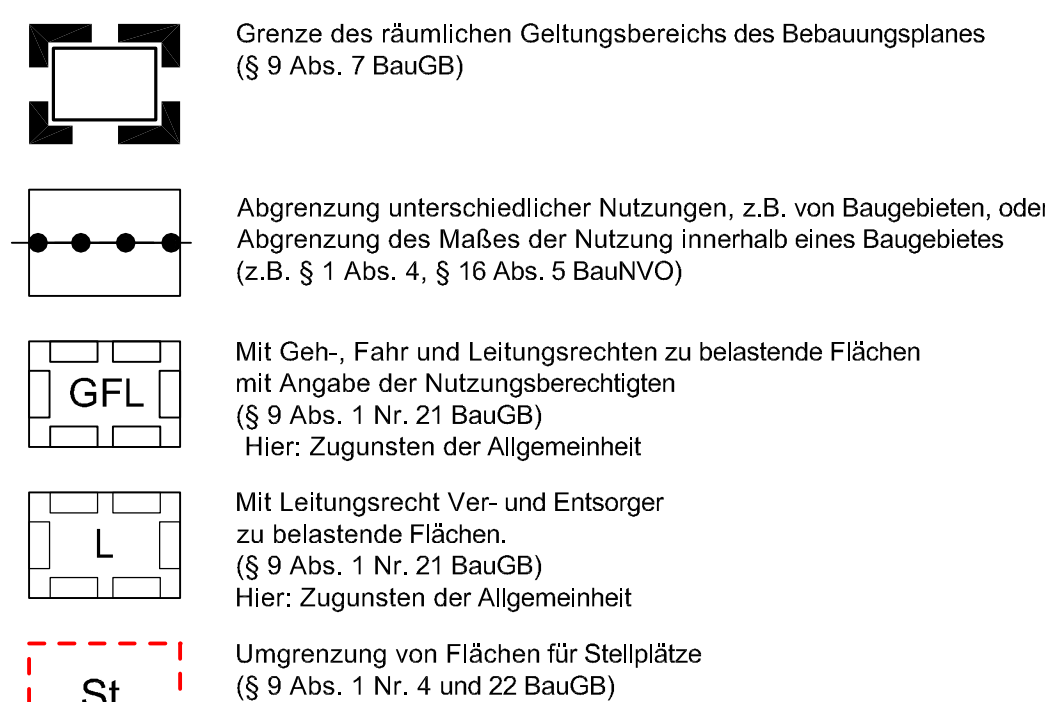 Grenze des räumlichen Geltungsbereichs des Bebauungsplanes
(§ 9 Abs. 7 BauGB)
Abgrenzung unterschiedlicher Nutzungen, z.B. von Baugebieten, oder
Abgrenzung des Maßes der Nutzung innerhalb eines Baugebietes
(z.B. § 1 Abs. 4, § 16 Abs. 5 BauNVO)
GFL
Mit Geh-, Fahr und Leitungsrechten zu belastende Flächen
mit Angabe der Nutzungsberechtigten
(§ 9 Abs. 1 Nr. 21 BauGB)
Hier: Zugunsten der Allgemeinheit
L
Mit Leitungsrecht Ver- und Entsorger
zu belastende Flächen.
(§ 9 Abs. 1 Nr. 21 BauGB)
Hier: Zugunsten der Allgemeinheit
St
Umgrenzung von Flächen für Stellplätze
(§ 9 Abs. 1 Nr. 4 und 22 BauGB)